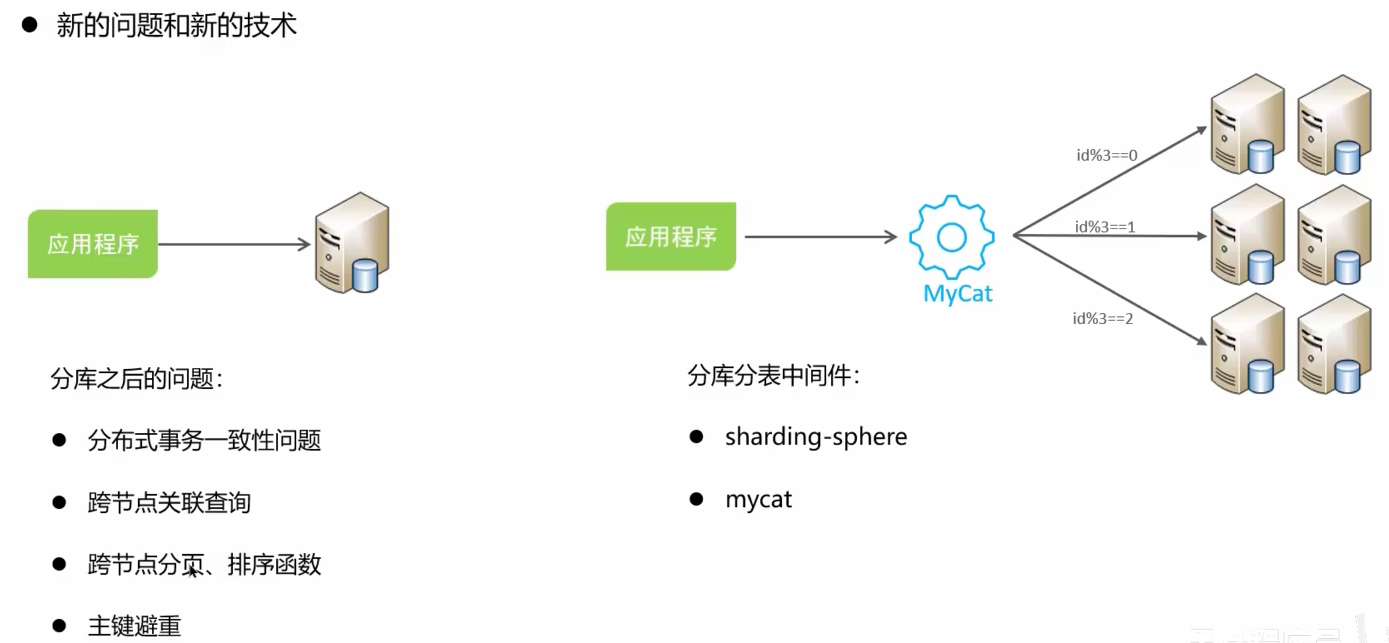 新的问题和新的技术
应用程序
应用程序
MyCat
id%3==0
id%3==1
id%3==2
分库之后的问题：
分布式事务一致性问题
跨节点关联查询
跨节点分页、排序函数
主键避重
分库分表中间件：
sharding-sphere
mycat